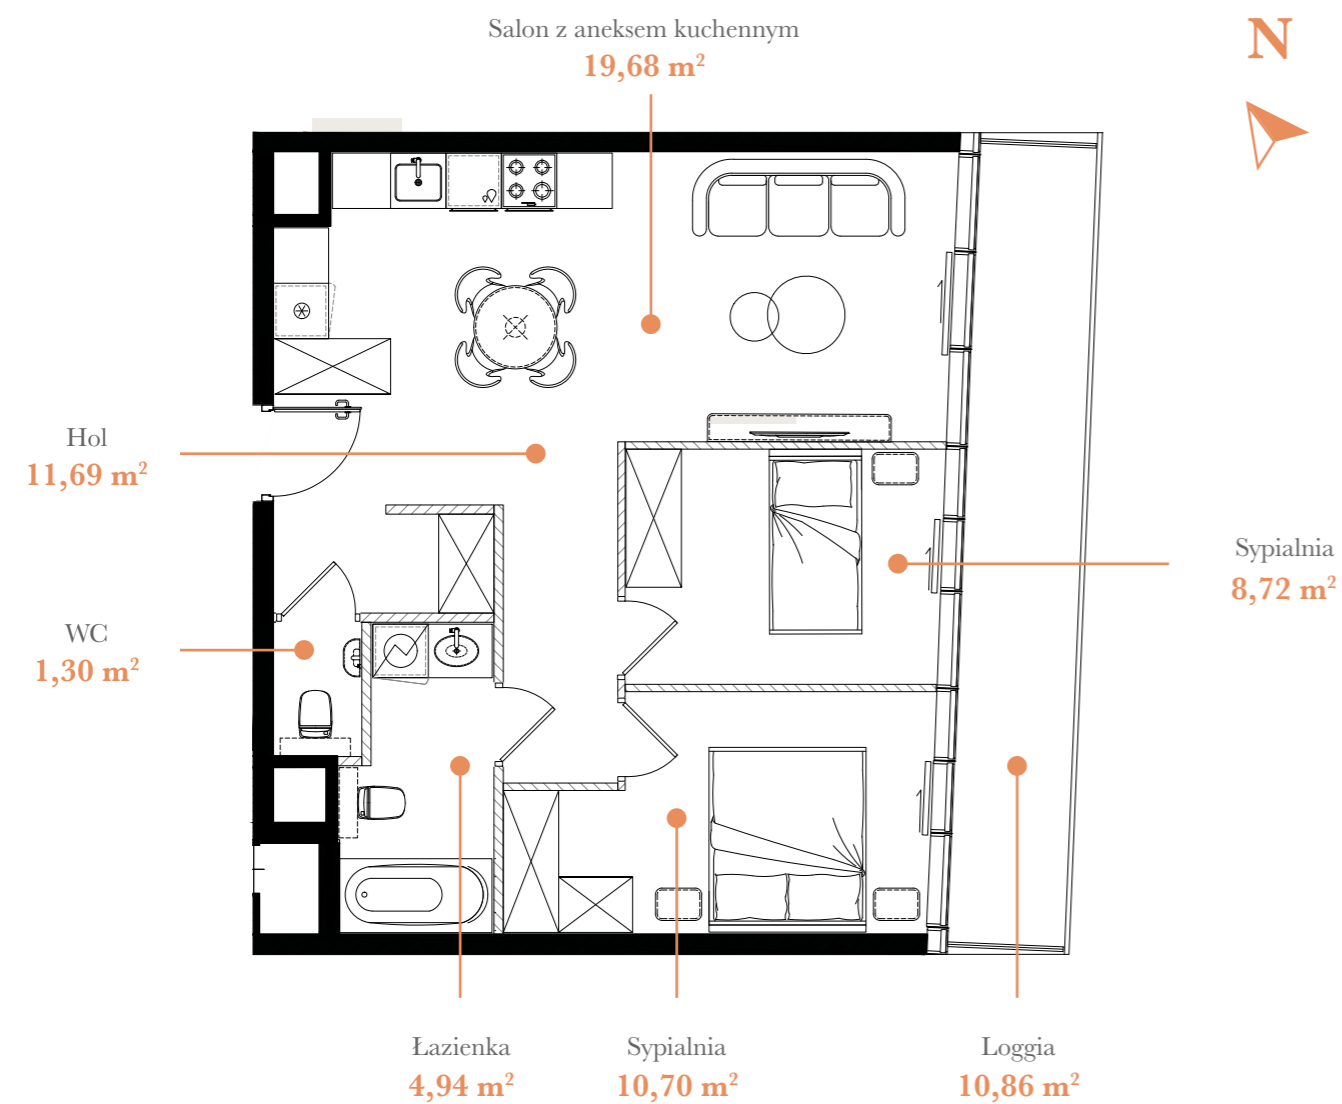 Salon z aneksem kuchennym
19,68 m²
N
Hol
11,69 m²
Sypialnia
8,72 m²
WC
1,30 m²
Łazienka
4,94 m²
Sypialnia
10,70 m²
Loggia
10,86 m²